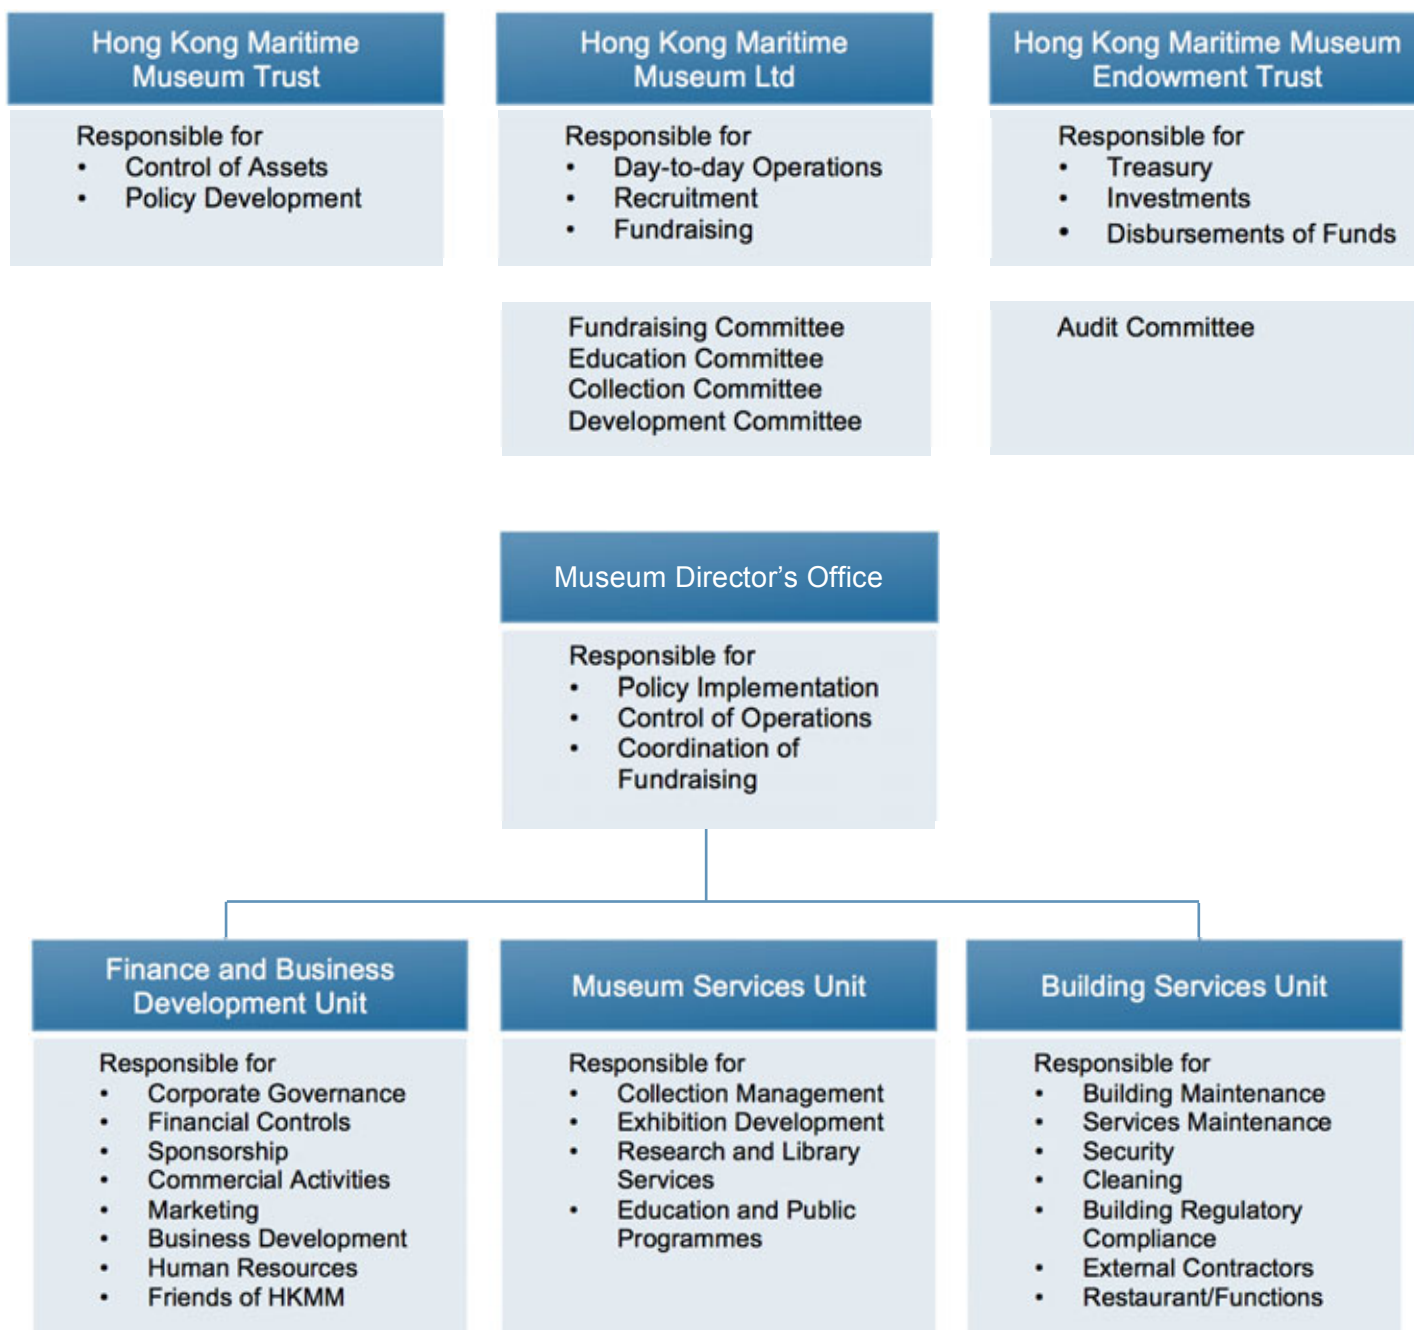 Hong Kong Maritime
Museum Trust
Responsible for
• Control of Assets
• Policy Development
Hong Kong Maritime
Museum Ltd
Responsible for
• Day-to-day Operations
• Recruitment
• Fundraising
Fundraising Committee
Education Committee
Collection Committee
Development Committee
Hong Kong Maritime Museum
Endowment Trust
Responsible for
• Treasury
• Investments
• Disbursements of Funds
Audit Committee
Museum Director’s Office
Responsible for
• Policy Implementation
• Control of Operations
• Coordination of
Fundraising
Finance and Business
Development Unit
Responsible for
• Corporate Governance
• Financial Controls
• Sponsorship
• Commercial Activities
• Marketing
• Business Development
• Human Resources
• Friends of HKMM
Museum Services Unit
Responsible for
• Collection Management
• Exhibition Development
• Research and Library
Services
• Education and Public
Programmes
Building Services Unit
Responsible for
• Building Maintenance
• Services Maintenance
• Security
• Cleaning
• Building Regulatory
Compliance
• External Contractors
• Restaurant/Functions